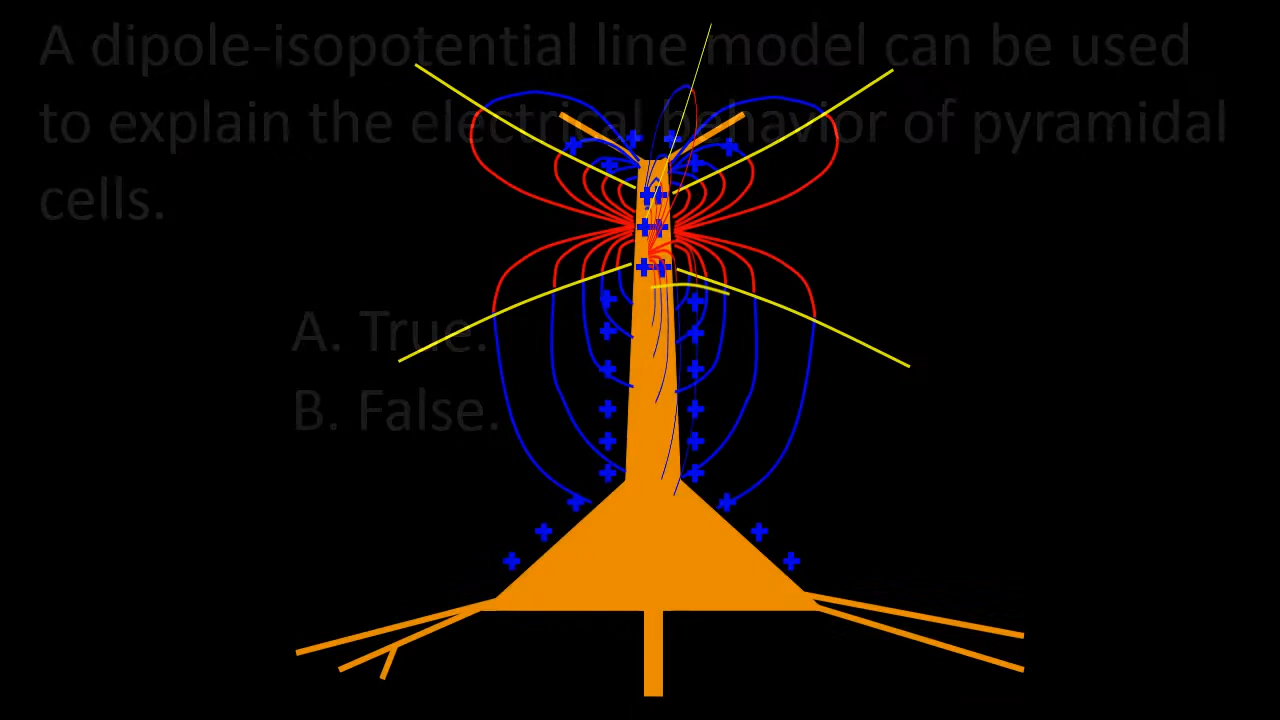 A dipole-isopotential line model can be used
to explain the electrical behavior of pyramidal
cells.
A. True.
B. False.